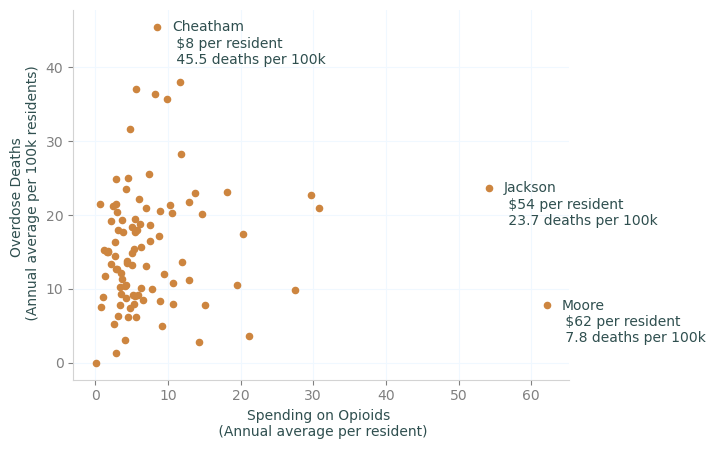 Cheatham
$8 per resident
45.5 deaths per 100k
Jackson
$54 per resident
23.7 deaths per 100k
Moore
$62 per resident
7.8 deaths per 100k
Overdose Deaths
(Annual average per 100k residents)
40
30
20
10
0
0 10 20 30 40 50 60
Spending on Opioids
(Annual average per resident)